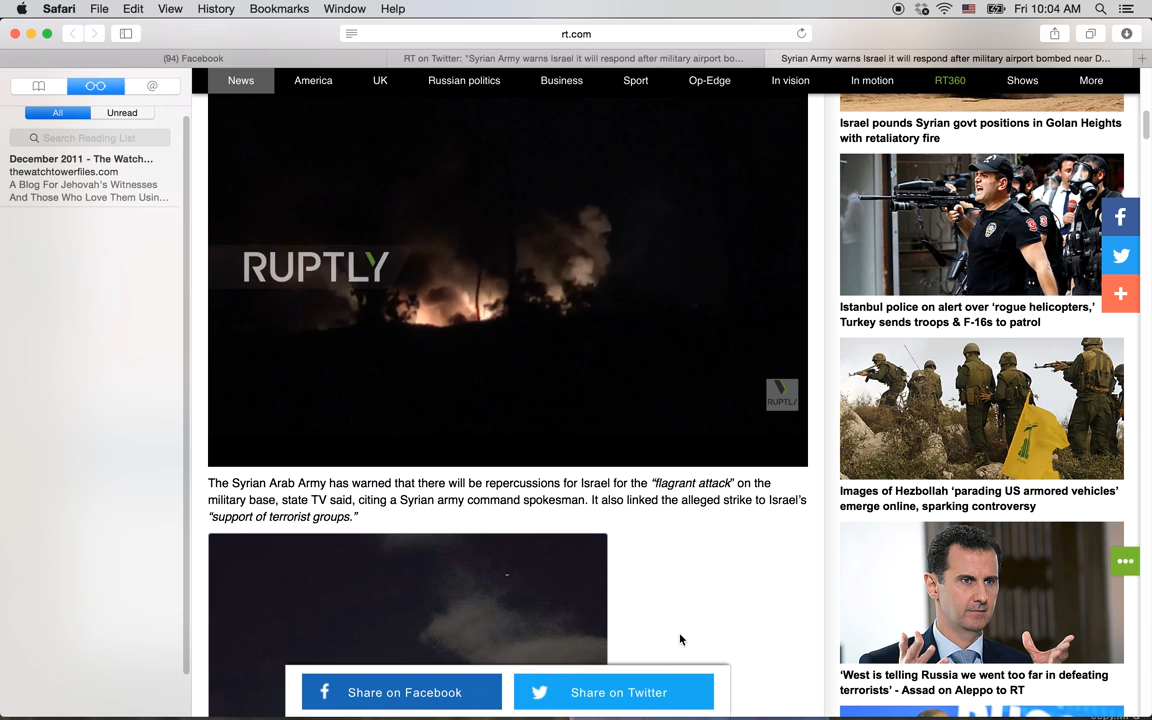 Safari File Edit View History Bookmarks Window Help Fri 10:04 AM
rt.com
(94) Facebook
RT on Twitter: "Syrian Army warns Israel it will respond after military airport bo...
Syrian Army warns Israel it will respond after military airport bombed near D...
All Unread
Search Reading List
December 2011 - The Watch...
thewatchtowerfiles.com
A Blog For Jehovah's Witnesses
And Those Who Love Them Usin...
News America UK Russian politics Business Sport Op-Edge In vision In motion RT360 Shows More
RUPTLY
RUPTLY
The Syrian Arab Army has warned that there will be repercussions for Israel for the “flagrant attack” on the
military base, state TV said, citing a Syrian army command spokesman. It also linked the alleged strike to Israel’s
“support of terrorist groups.”
Share on Facebook
Share on Twitter
Israel pounds Syrian govt positions in Golan Heights
with retaliatory fire
Istanbul police on alert over ‘rogue helicopters,’
Turkey sends troops & F-16s to patrol
Images of Hezbollah ‘parading US armored vehicles’
emerge online, sparking controversy
‘West is telling Russia we went too far in defeating
terrorists’ - Assad on Aleppo to RT